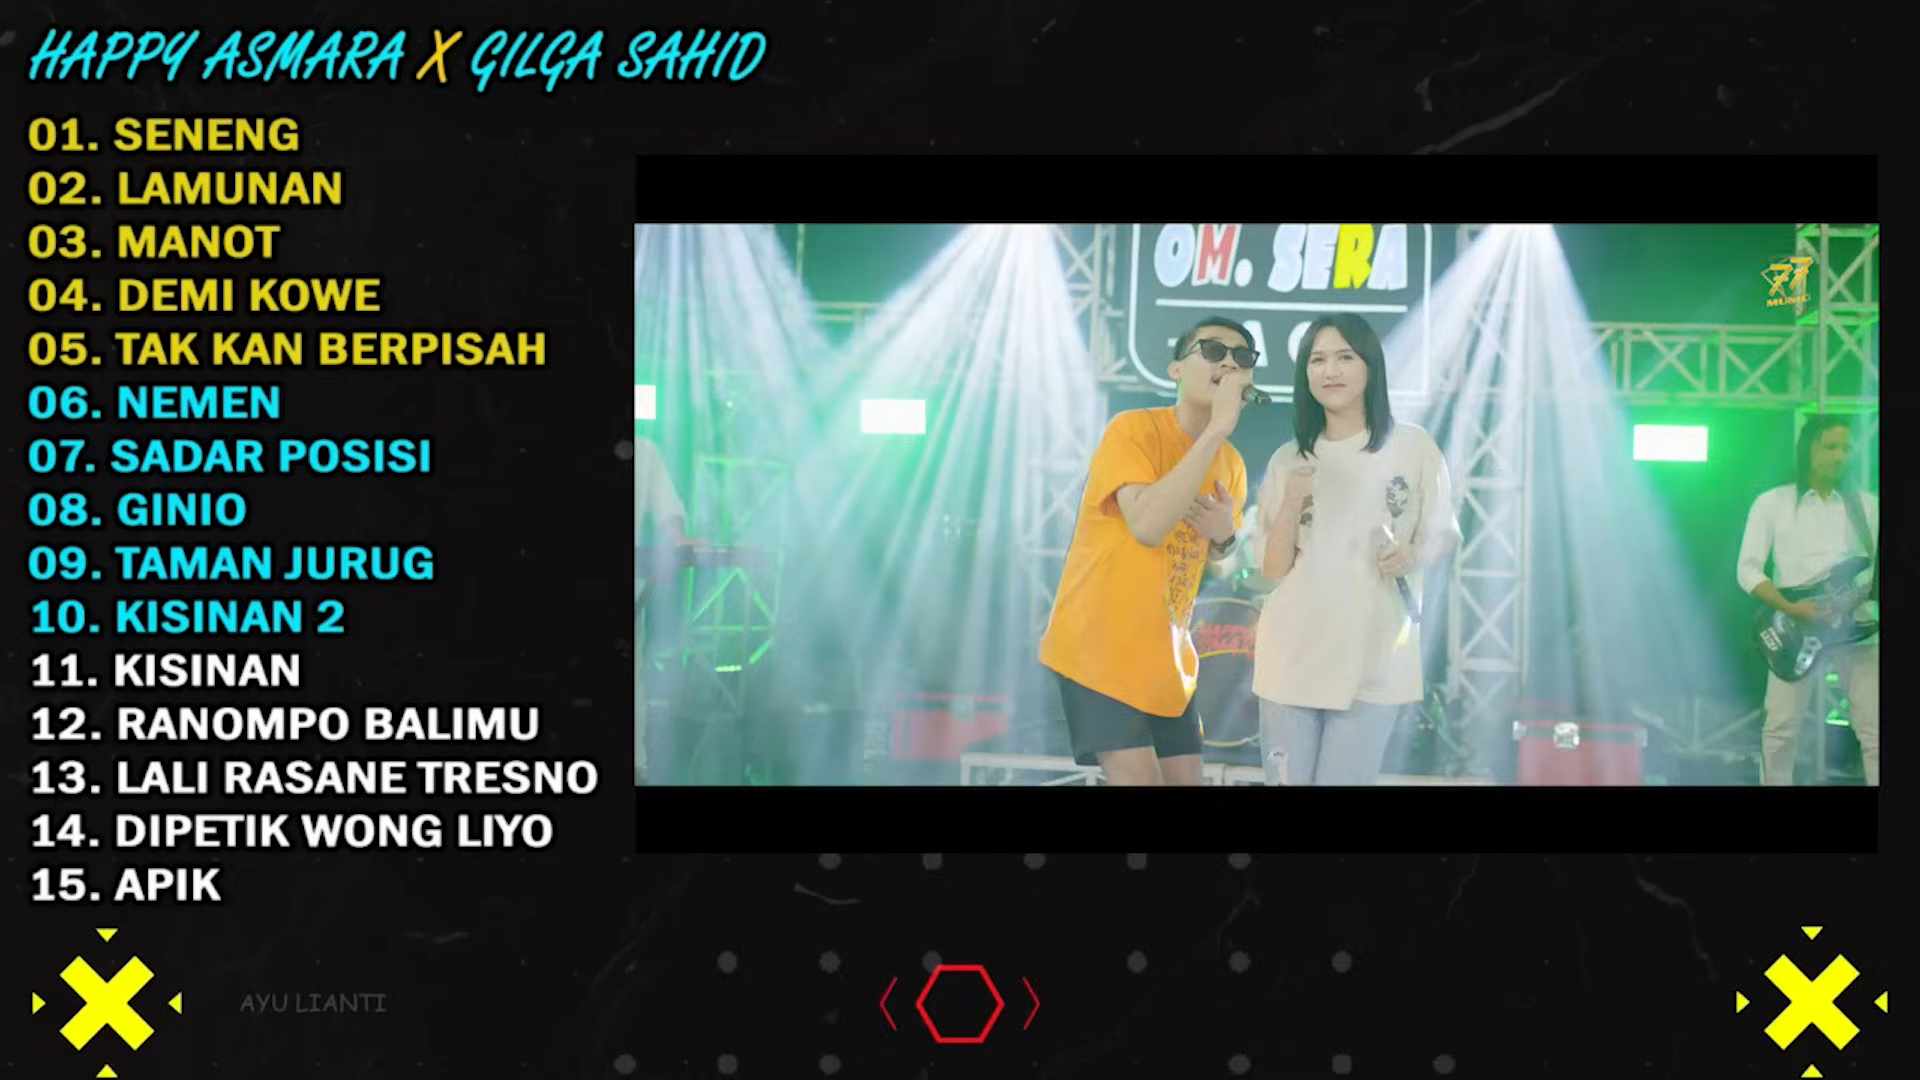 HAPPY ASMARA X GILGA SAHID
01. SENENG
02. LAMUNAN
03. MANOT
04. DEMI KOWE
05. TAK KAN BERPISAH
06. NEMEN
07. SADAR POSISI
08. GINIO
09. TAMAN JURUG
10. KISINAN 2
11. KISINAN
12. RANOMPO BALIMU
13. LALI RASANE TRESNO
14. DIPETIK WONG LIYO
15. APIK
OM. SERA
77
AYU LIANTI